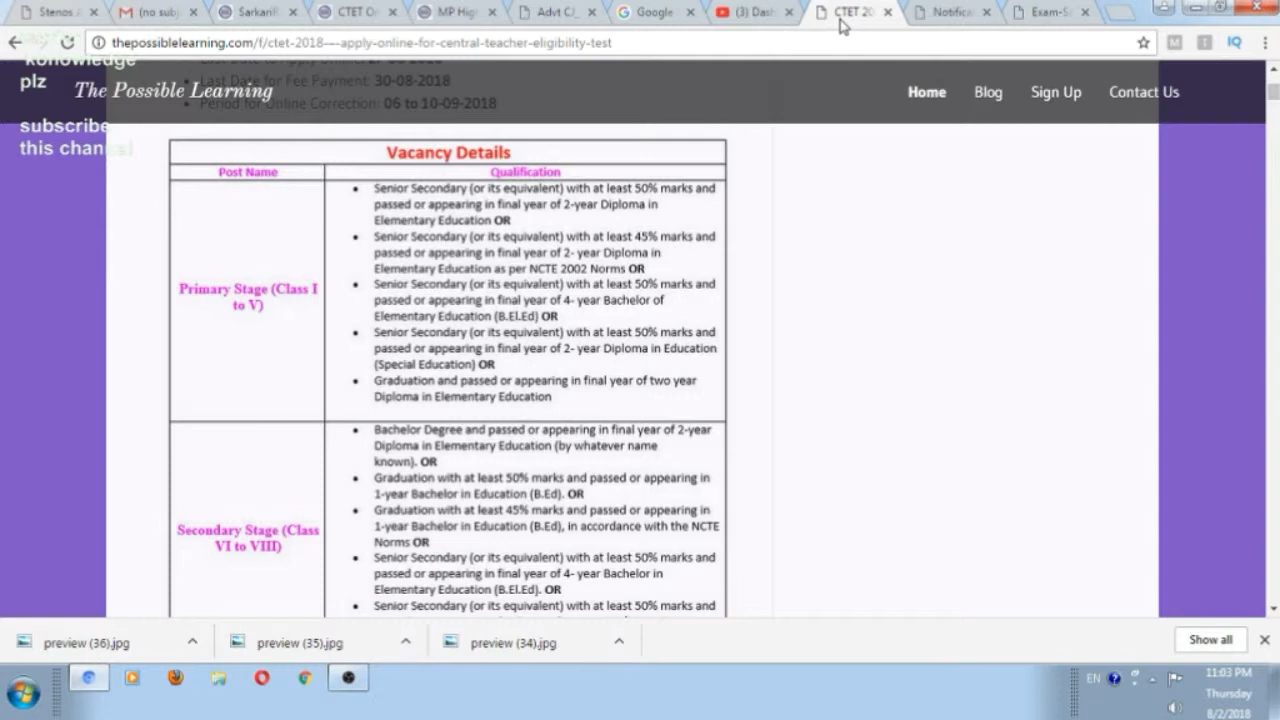 Stenos
(no subj
Sarkari
CTET O
MP Hig
Advt
Google
(3) Dash
CTET 20
Notifica
Exam-S
thepossiblelearning.com/f/ctet-2018----apply-online-for-central-teacher-eligibility-test
konowledge
plz
subscribe
this channel
The Possible Learning
Home Blog Sign Up Contact Us
Last Date for Fee Payment: 30-08-2018
Period for Online Correction: 06 to 10-09-2018
Vacancy Details
Post Name
Qualification
Primary Stage (Class I
to V)
Senior Secondary (or its equivalent) with at least 50% marks and
passed or appearing in final year of 2-year Diploma in
Elementary Education OR
Senior Secondary (or its equivalent) with at least 45% marks and
passed or appearing in final year of 2- year Diploma in
Elementary Education as per NCTE 2002 Norms OR
Senior Secondary (or its equivalent) with at least 50% marks and
passed or appearing in final year of 4- year Bachelor of
Elementary Education (B.El.Ed) OR
Senior Secondary (or its equivalent) with at least 50% marks and
passed or appearing in final year of 2- year Diploma in Education
(Special Education) OR
Graduation and passed or appearing in final year of two year
Diploma in Elementary Education
Secondary Stage (Class
VI to VIII)
Bachelor Degree and passed or appearing in final year of 2-year
Diploma in Elementary Education (by whatever name
known). OR
Graduation with at least 50% marks and passed or appearing in
1-year Bachelor in Education (B.Ed). OR
Graduation with at least 45% marks and passed or appearing in
1-year Bachelor in Education (B.Ed), in accordance with the NCTE
Norms OR
Senior Secondary (or its equivalent) with at least 50% marks and
passed or appearing in final year of 4- year Bachelor in
Elementary Education (B.El.Ed). OR
Senior Secondary (or its equivalent) with at least 50% marks and
preview (36).jpg
preview (35).jpg
preview (34).jpg
Show all
EN
11:03 PM
Thursday
8/2/2018